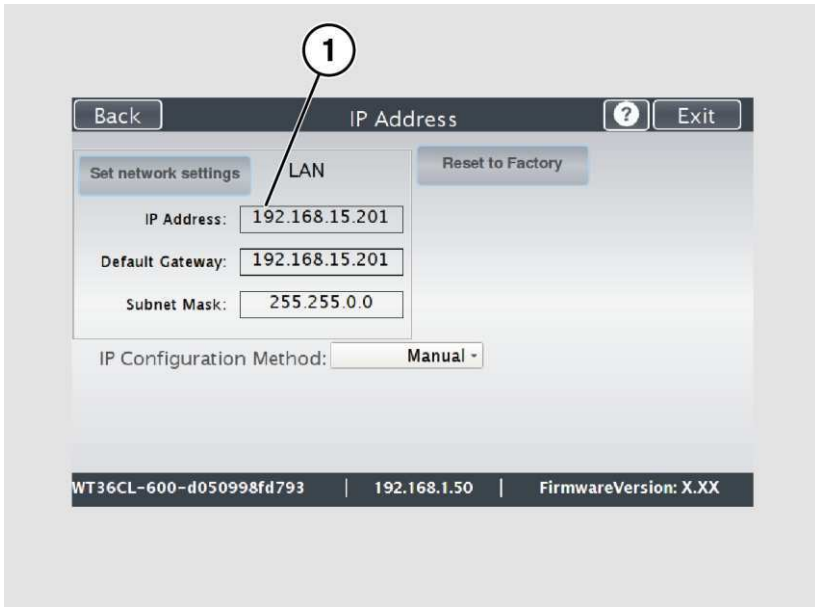 1
Back IP Address ? Exit
Set network settings LAN Reset to Factory
IP Address: 192.168.15.201
Default Gateway: 192.168.15.201
Subnet Mask: 255.255.0.0
IP Configuration Method: Manual
WT36CL-600-d050998fd793 | 192.168.1.50 | FirmwareVersion: X.XX